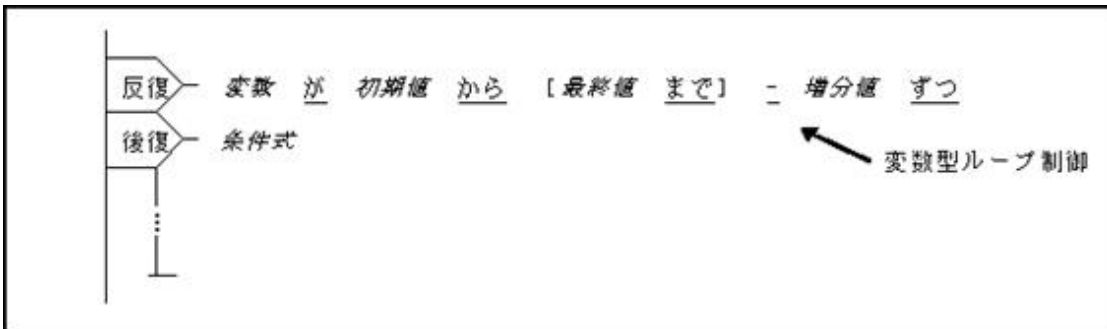 反復 変数 が 初期値 から [最終値 まで] - 増分値 ずつ
後復 条件式
変数型ループ制御